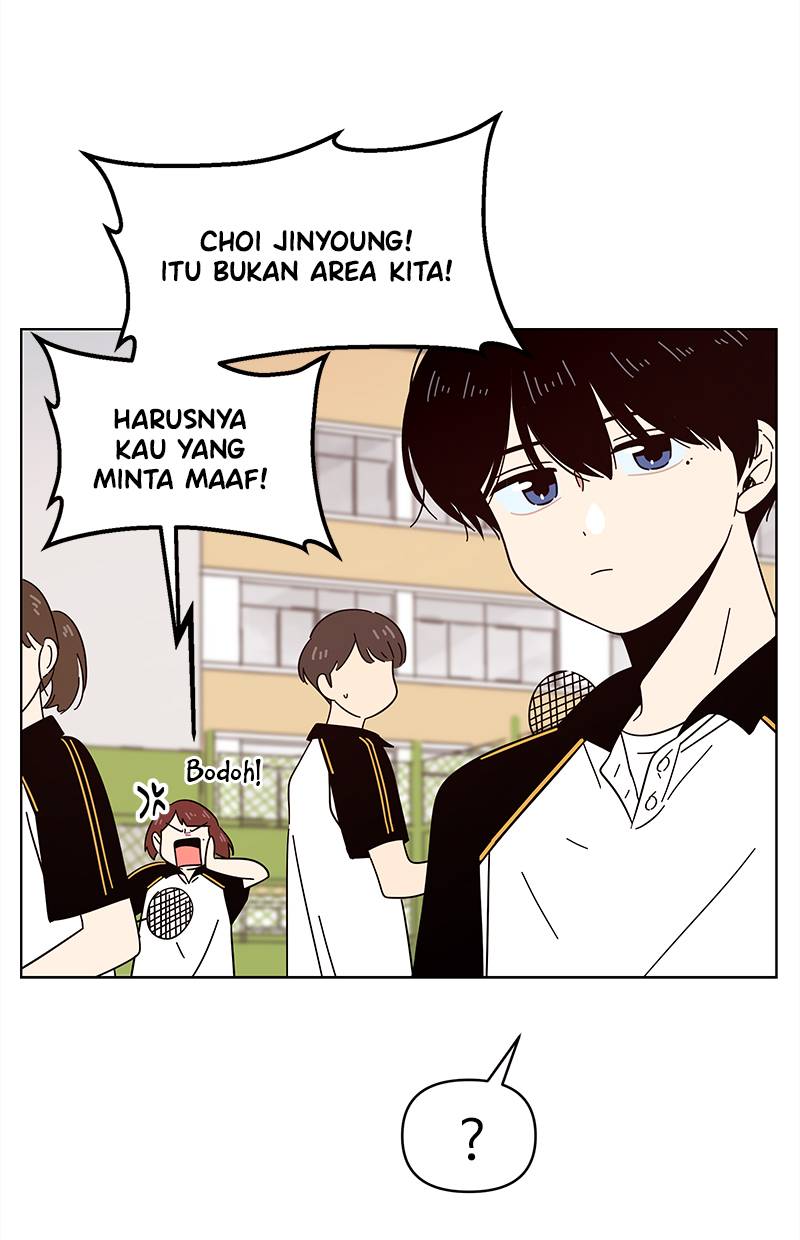 CHOI JINYOUNG!
ITU BUKAN AREA KITA!
HARUSNYA
KAU YANG
MINTA MAAF!
Bodoh!
?